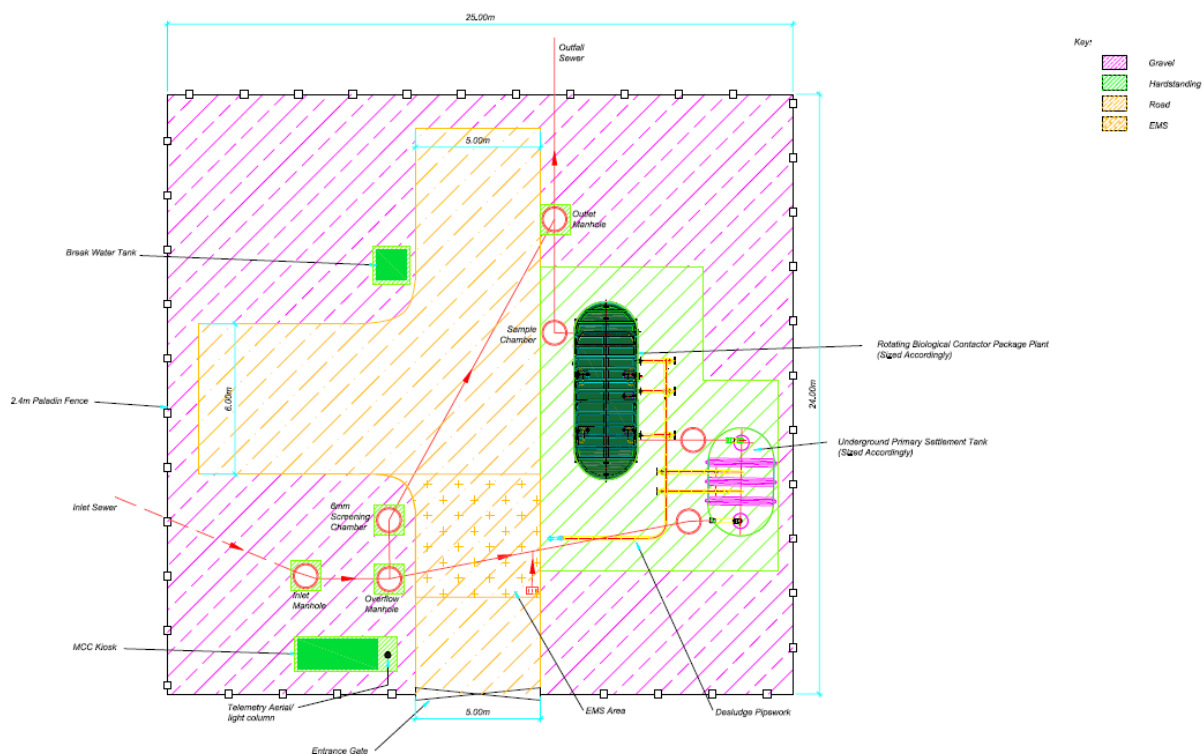 25.00m
Outfall
Sewer
Key:
Gravel
Hardstanding
Road
EMS
5.00m
Outlet
Manhole
Break Water Tank
Sample
Chamber
Rotating Biological Contactor Package Plant
(Sized Accordingly)
6.00m
24.00m
2.4m Paladin Fence
Underground Primary Settlement Tank
(Sized Accordingly)
Inlet Sewer
6mm
Screening
Chamber
Inlet
Manhole
Overflow
Manhole
MCC Kiosk
Telemetry Aerial/
light column
5.00m
EMS Area
Desludge Pipework
Entrance Gate